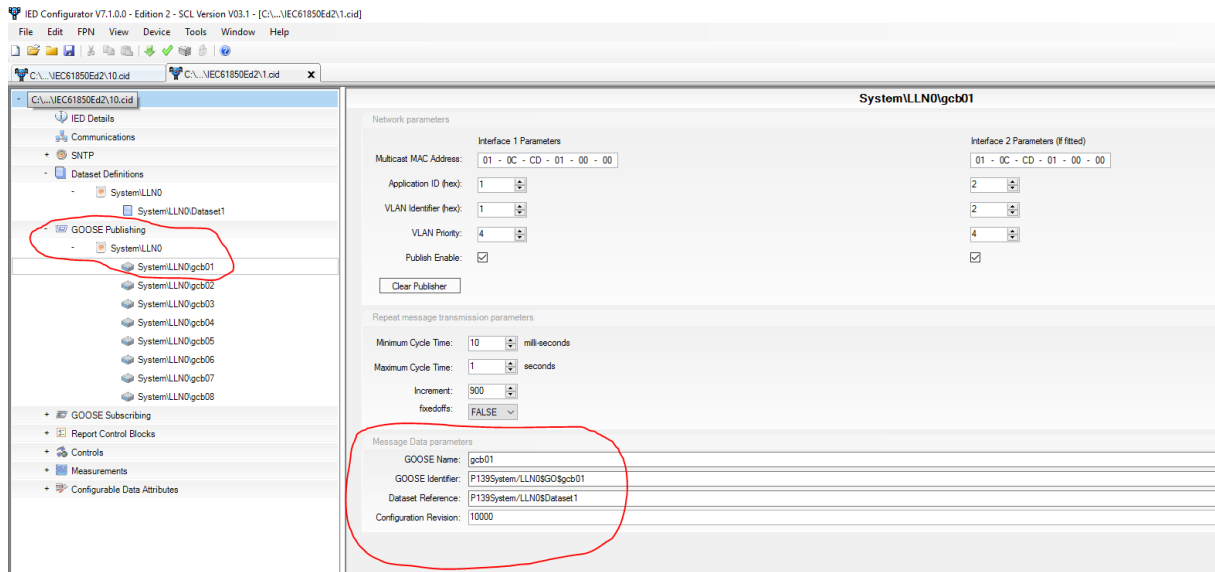 IED Configurator V7.1.0.0 - Edition 2 - SCL Version V03.1 - [C:\...\IEC61850Ed2\1.cid]
File Edit FPN View Device Tools Window Help
C:\...\IEC61850Ed2\10.cid C:\...\IEC61850Ed2\1.cid X
C:\...\IEC61850Ed2\10.cid
IED Details
Communications
+ SNTP
- Dataset Definitions
- System\LLN0
System\LLN0\Dataset1
- GOOSE Publishing
- System\LLN0
System\LLN0\gcb01
System\LLN0\gcb02
System\LLN0\gcb03
System\LLN0\gcb04
System\LLN0\gcb05
System\LLN0\gcb06
System\LLN0\gcb07
System\LLN0\gcb08
+ GOOSE Subscribing
+ Report Control Blocks
+ Controls
+ Measurements
+ Configurable Data Attributes
System\LLN0\gcb01
Network parameters
Interface 1 Parameters Interface 2 Parameters (If fitted)
Multicast MAC Address: 01 - 0C - CD - 01 - 00 - 00 01 - 0C - CD - 01 - 00 - 00
Application ID (hex): 1 2
VLAN Identifier (hex): 1 2
VLAN Priority: 4 4
Publish Enable:
Clear Publisher
Repeat message transmission parameters
Minimum Cycle Time: 10 milli-seconds
Maximum Cycle Time: 1 seconds
Increment: 900
fixedoffs: FALSE
Message Data parameters
GOOSE Name: gcb01
GOOSE Identifier: P139System/LLN0$GO$gcb01
Dataset Reference: P139System/LLN0$Dataset1
Configuration Revision: 10000